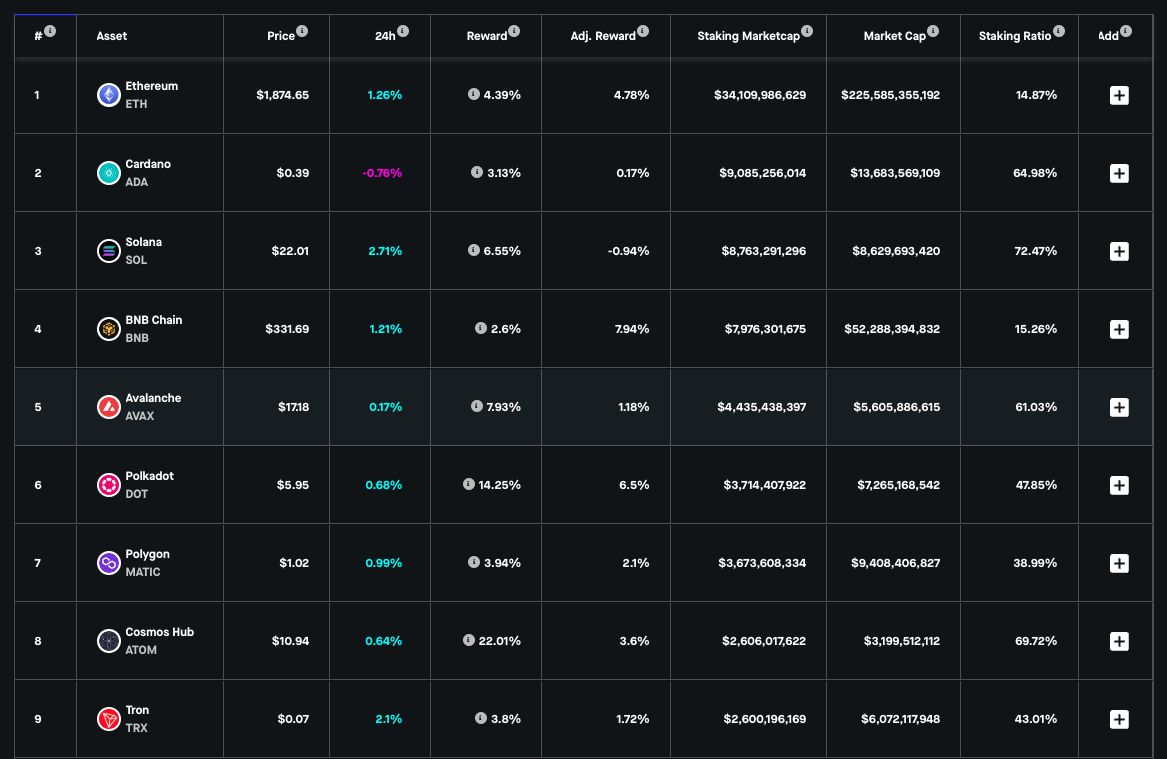 # Asset Price 24h Reward Adj. Reward Staking Marketcap Market Cap Staking Ratio Add
1 Ethereum ETH $1,874.65 1.26% 4.39% 4.78% $34,109,986,629 $225,585,355,192 14.87%
2 Cardano ADA $0.39 -0.76% 3.13% 0.17% $9,085,256,014 $13,683,569,109 64.98%
3 Solana SOL $22.01 2.71% 6.55% -0.94% $8,763,291,296 $8,629,693,420 72.47%
4 BNB Chain BNB $331.69 1.21% 2.6% 7.94% $7,976,301,675 $52,288,394,832 15.26%
5 Avalanche AVAX $17.18 0.17% 7.93% 1.18% $4,435,438,397 $5,605,886,615 61.03%
6 Polkadot DOT $5.95 0.68% 14.25% 6.5% $3,714,407,922 $7,265,168,542 47.85%
7 Polygon MATIC $1.02 0.99% 3.94% 2.1% $3,673,608,334 $9,408,406,827 38.99%
8 Cosmos Hub ATOM $10.94 0.64% 22.01% 3.6% $2,606,017,622 $3,199,512,112 69.72%
9 Tron TRX $0.07 2.1% 3.8% 1.72% $2,600,196,169 $6,072,117,948 43.01%